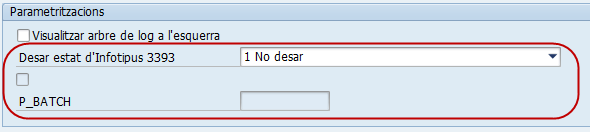 Parametritzacions
Visualitzar arbre de log a l'esquerra
Desar estat d'Infotipus 3393 1 No desar
P_BATCH